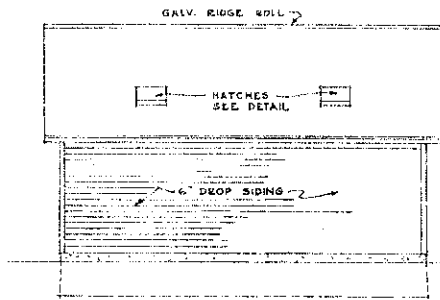 GALV. RIDGE ROLL
HATCHES
SEE DETAIL
6" DROP SIDING